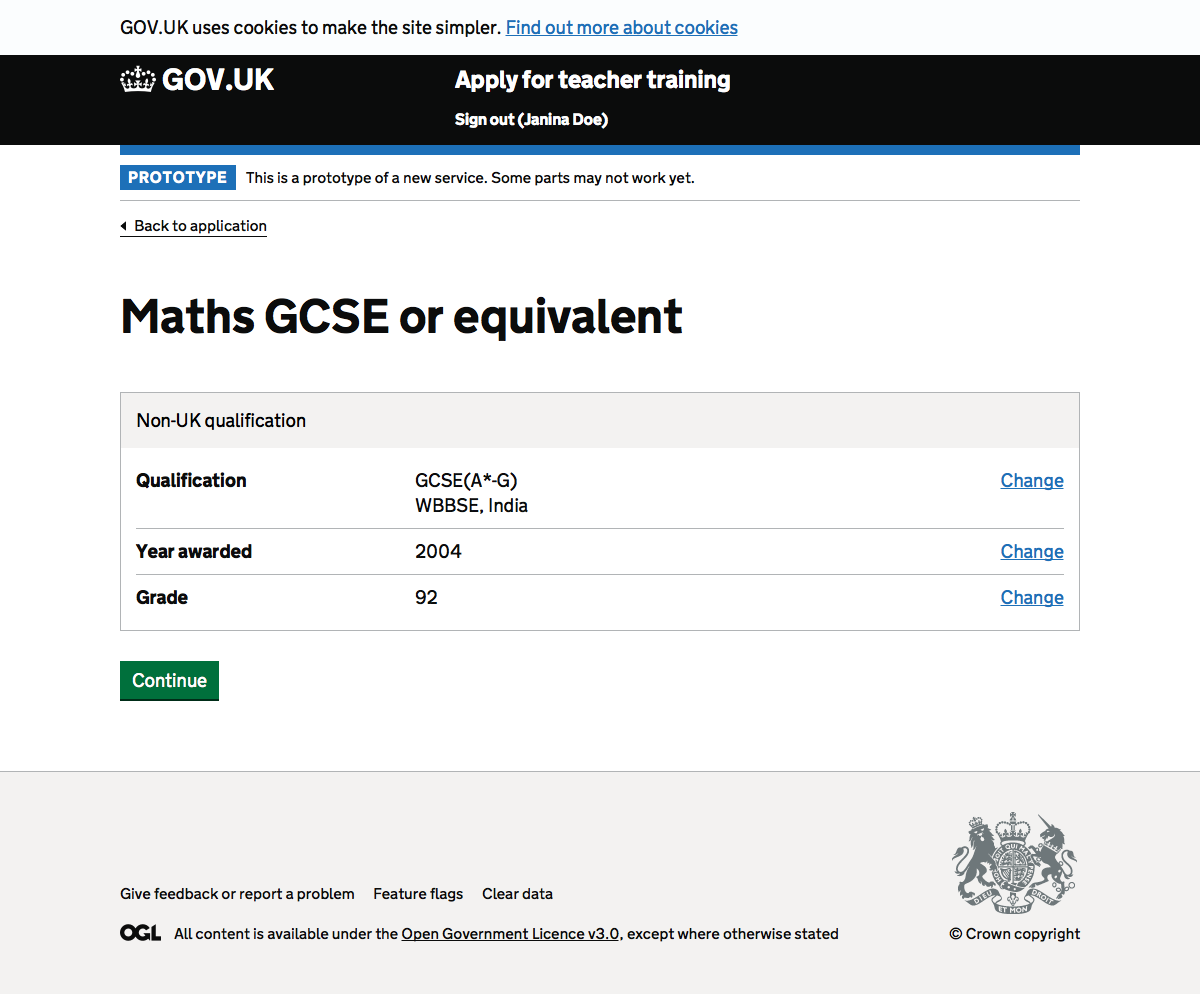 GOV.UK uses cookies to make the site simpler. Find out more about cookies
GOV.UK
Apply for teacher training
Sign out (Janina Doe)
PROTOTYPE This is a prototype of a new service. Some parts may not work yet.
Back to application
Maths GCSE or equivalent
Non-UK qualification
Qualification GCSE(A*-G) Change
WBBSE, India
Year awarded 2004 Change
Grade 92 Change
Continue
Give feedback or report a problem Feature flags Clear data
OGL All content is available under the Open Government Licence v3.0, except where otherwise stated
© Crown copyright
DIEU ET MON DROIT